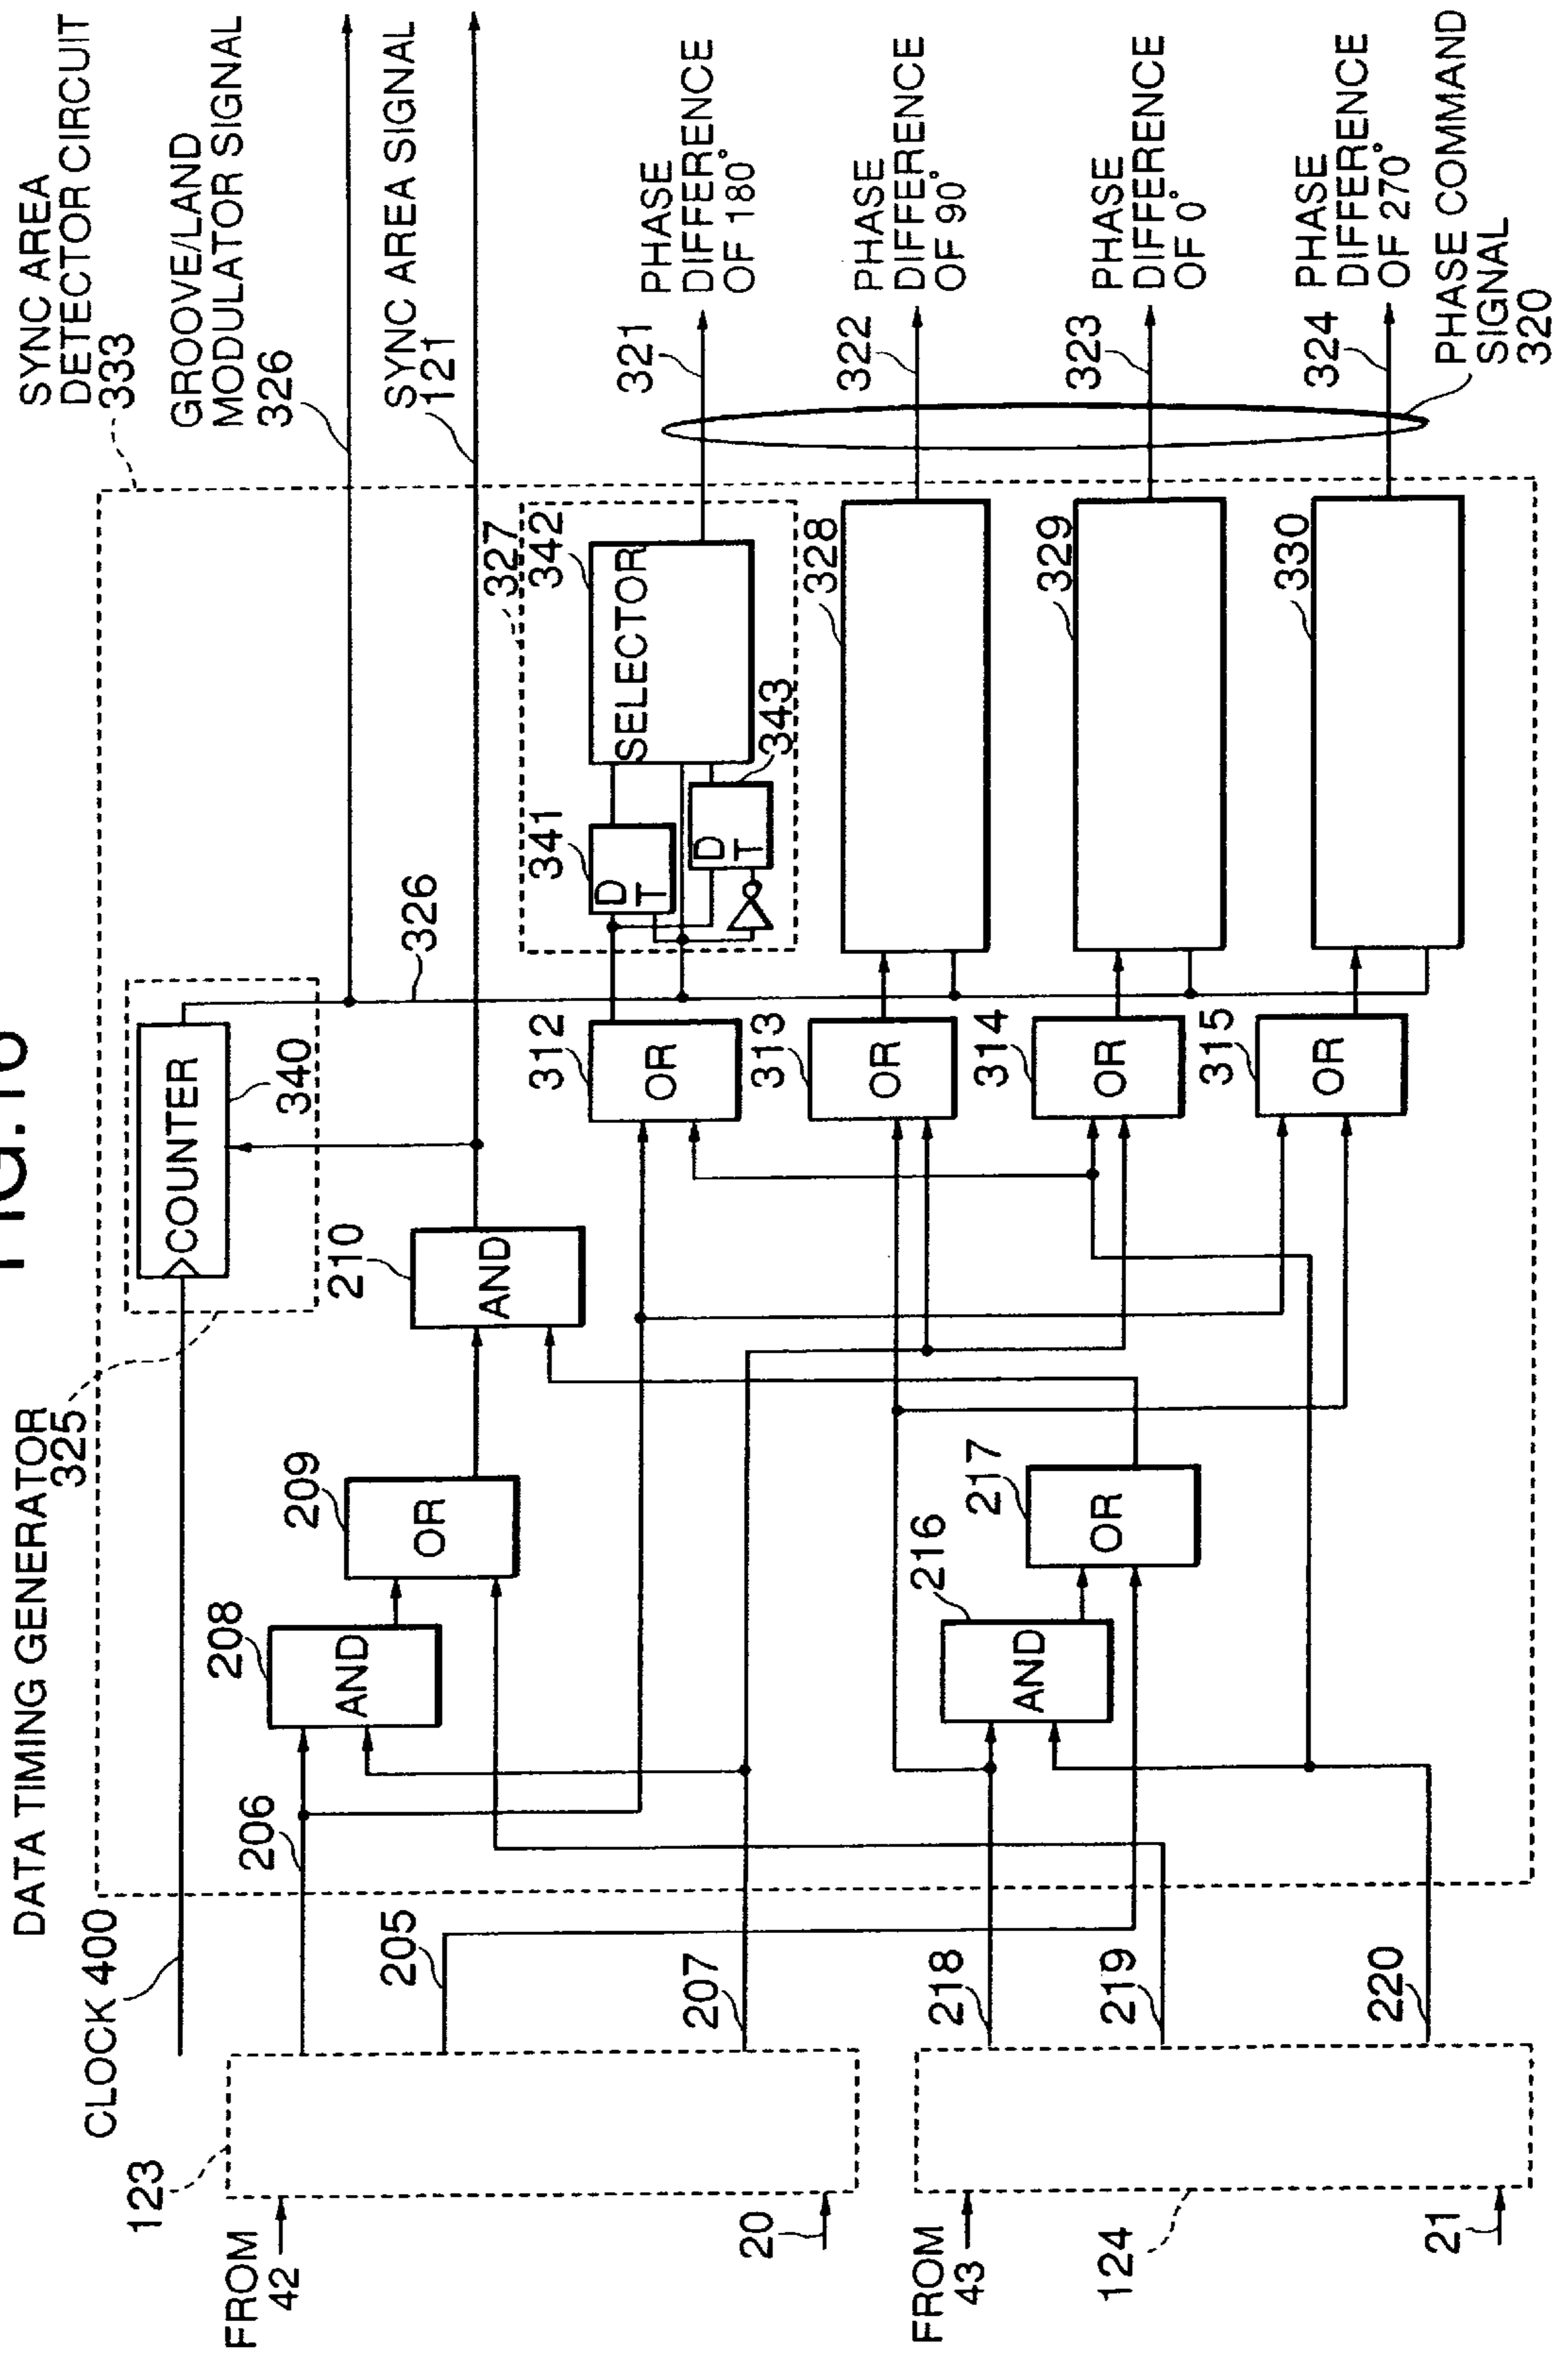 SYNC AREA
DETECTOR CIRCUIT
333
GROOVE/LAND
MODULATOR SIGNAL
326
SYNC AREA SIGNAL
121
DATA TIMING GENERATOR
325
CLOCK 400
COUNTER
340
326
123
FROM
42
20
206
205
207
208
AND
209
OR
210
AND
312
OR
327
341
D
T
342
SELECTOR
343
D
T
321
PHASE
DIFFERENCE
OF 180°
313
OR
328
322
PHASE
DIFFERENCE
OF 90°
314
OR
329
323
PHASE
DIFFERENCE
OF 0°
315
OR
330
324
PHASE
DIFFERENCE
OF 270°
PHASE COMMAND
SIGNAL
320
FROM
43
124
21
218
219
220
216
AND
217
OR